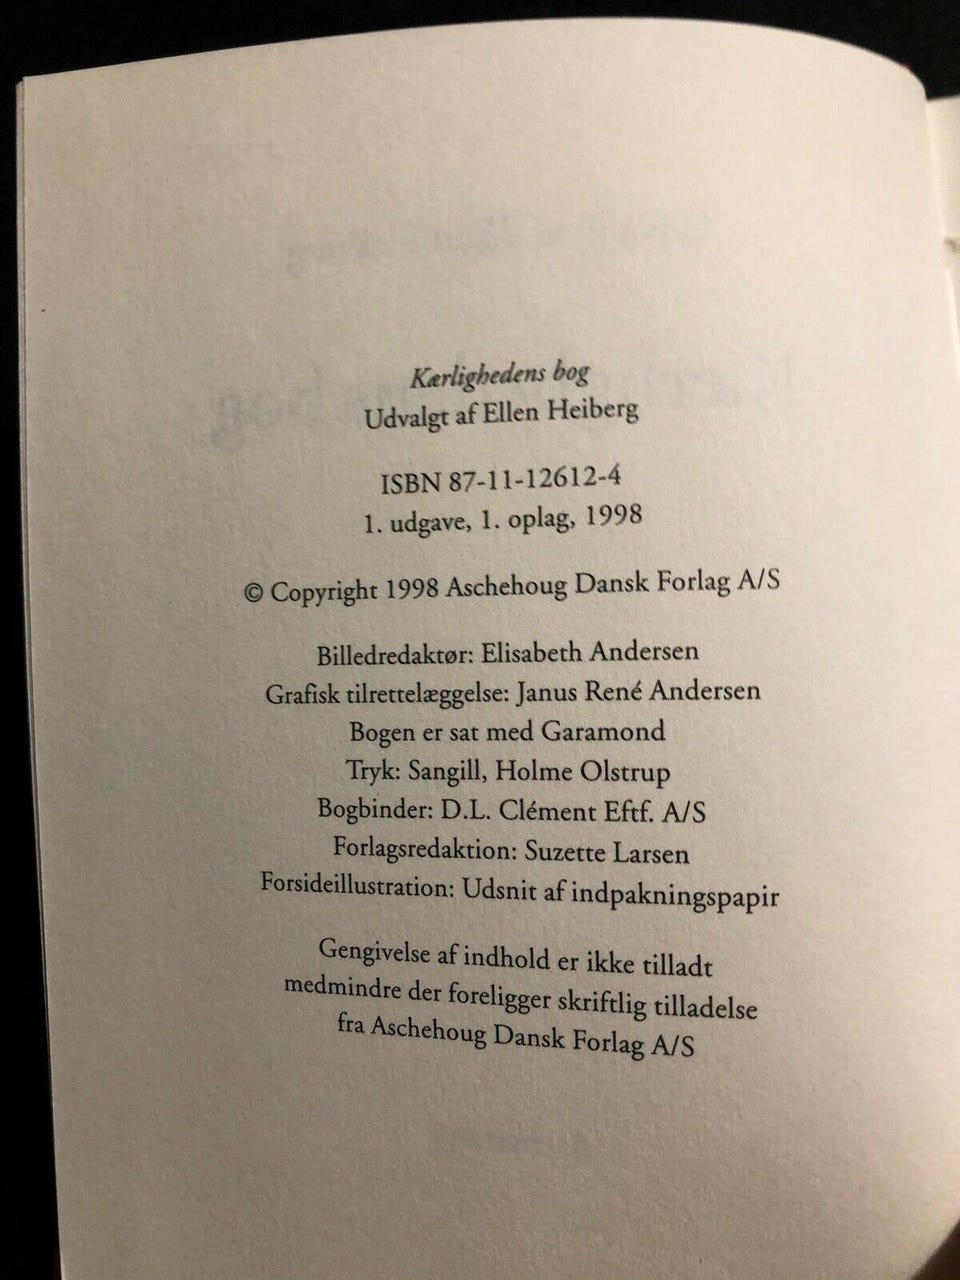 Kærlighedens bog
Udvalgt af Ellen Heiberg
ISBN 87-11-12612-4
1. udgave, 1. oplag, 1998
© Copyright 1998 Aschehoug Dansk Forlag A/S
Billedredaktør: Elisabeth Andersen
Grafisk tilrettelæggelse: Janus René Andersen
Bogen er sat med Garamond
Tryk: Sangill, Holme Olstrup
Bogbinder: D.L. Clément Eftf. A/S
Forlagsredaktion: Suzette Larsen
Forsideillustration: Udsnit af indpakningspapir
Gengivelse af indhold er ikke tilladt
medmindre der foreligger skriftlig tilladelse
fra Aschehoug Dansk Forlag A/S